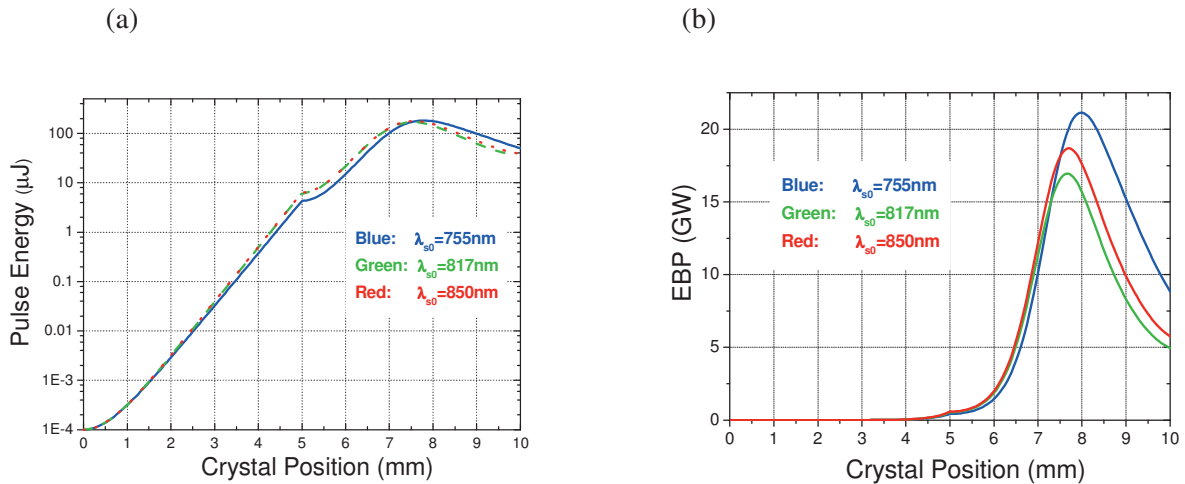 (a)
(b)
Pulse Energy (μJ)
100
10
1
0.1
0.01
1E-3
1E-4
0 1 2 3 4 5 6 7 8 9 10
Crystal Position (mm)
Blue: λs0=755nm
Green: λs0=817nm
Red: λs0=850nm
EBP (GW)
20
15
10
5
0
0 1 2 3 4 5 6 7 8 9 10
Crystal Position (mm)
Blue: λs0=755nm
Green: λs0=817nm
Red: λs0=850nm